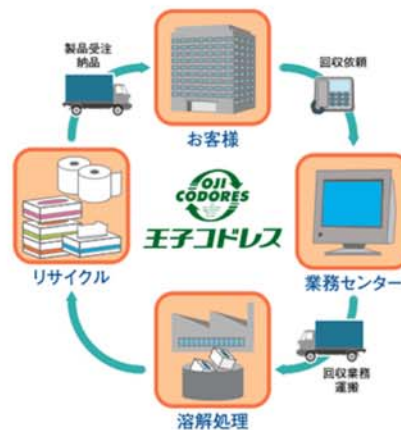 製品受注
納品
回収依頼
お客様
OJI
CODORES
王子コドレス
リサイクル
業務センター
回収業務
運搬
溶解処理